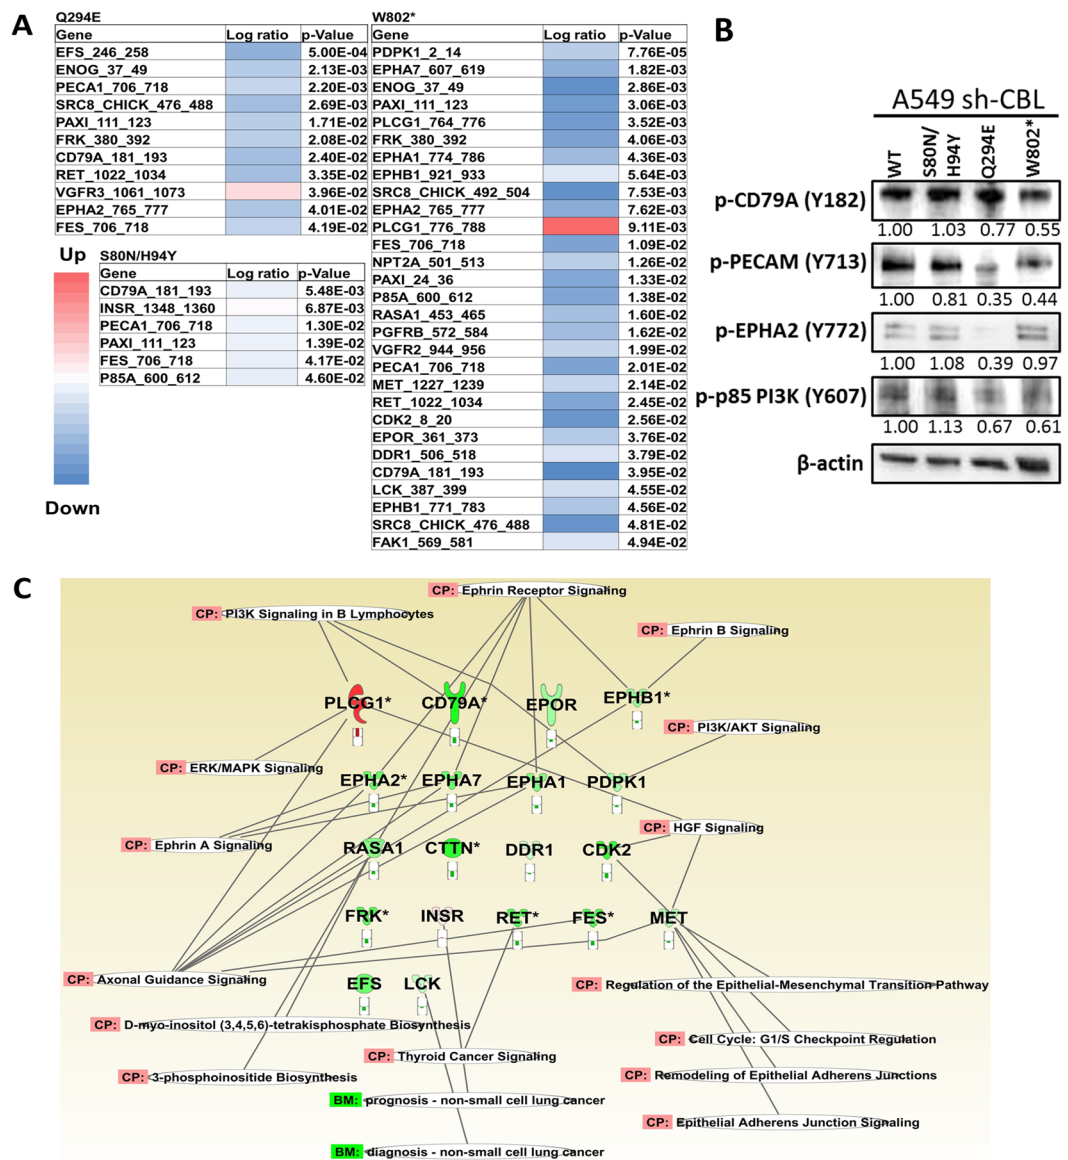 A
Q294E
Gene Log ratio p-Value
EFS_246_258 5.00E-04
ENOG_37_49 2.13E-03
PECA1_706_718 2.20E-03
SRC8_CHICK_476_488 2.69E-03
PAXI_111_123 1.71E-02
FRK_380_392 2.08E-02
CD79A_181_193 2.40E-02
RET_1022_1034 3.35E-02
VGFR3_1061_1073 3.96E-02
EPHA2_765_777 4.01E-02
FES_706_718 4.19E-02
Up
Down
S80N/H94Y
Gene Log ratio p-Value
CD79A_181_193 5.48E-03
INSR_1348_1360 6.87E-03
PECA1_706_718 1.30E-02
PAXI_111_123 1.39E-02
FES_706_718 4.17E-02
P85A_600_612 4.60E-02
W802*
Gene Log ratio p-Value
PDPK1_2_14 7.76E-05
EPHA7_607_619 1.82E-03
ENOG_37_49 2.86E-03
PAXI_111_123 3.06E-03
PLCG1_764_776 3.52E-03
FRK_380_392 4.06E-03
EPHA1_774_786 4.36E-03
EPHB1_921_933 5.64E-03
SRC8_CHICK_492_504 7.53E-03
EPHA2_765_777 7.62E-03
PLCG1_776_788 9.11E-03
FES_706_718 1.09E-02
NPT2A_501_513 1.26E-02
PAXI_24_36 1.33E-02
P85A_600_612 1.38E-02
RASA1_453_465 1.60E-02
PGFRB_572_584 1.62E-02
VGFR2_944_956 1.99E-02
PECA1_706_718 2.01E-02
MET_1227_1239 2.14E-02
RET_1022_1034 2.45E-02
CDK2_8_20 2.56E-02
EPOR_361_373 3.76E-02
DDR1_506_518 3.79E-02
CD79A_181_193 3.95E-02
LCK_387_399 4.55E-02
EPHB1_771_783 4.56E-02
SRC8_CHICK_476_488 4.81E-02
FAK1_569_581 4.94E-02
B
A549 sh-CBL
WT
S80N/
H94Y
Q294E
W802*
p-CD79A (Y182)
1.00 1.03 0.77 0.55
p-PECAM (Y713)
1.00 0.81 0.35 0.44
p-EPHA2 (Y772)
1.00 1.08 0.39 0.97
p-p85 PI3K (Y607)
1.00 1.13 0.67 0.61
β-actin
C
CP: Ephrin Receptor Signaling
CP: PI3K Signaling in B Lymphocytes
CP: Ephrin B Signaling
PLCG1* CD79A* EPOR EPHB1*
CP: PI3K/AKT Signaling
CP: ERK/MAPK Signaling
EPHA2* EPHA7 EPHA1 PDPK1
CP: HGF Signaling
CP: Ephrin A Signaling
RASA1 CTTN* DDR1 CDK2
FRK* INSR RET* FES* MET
CP: Axonal Guidance Signaling
EFS LCK
CP: Regulation of the Epithelial-Mesenchymal Transition Pathway
CP: D-myo-inositol (3,4,5,6)-tetrakisphosphate Biosynthesis
CP: Cell Cycle: G1/S Checkpoint Regulation
CP: Thyroid Cancer Signaling
CP: 3-phosphoinositide Biosynthesis
CP: Remodeling of Epithelial Adherens Junctions
BM: prognosis - non-small cell lung cancer
CP: Epithelial Adherens Junction Signaling
BM: diagnosis - non-small cell lung cancer